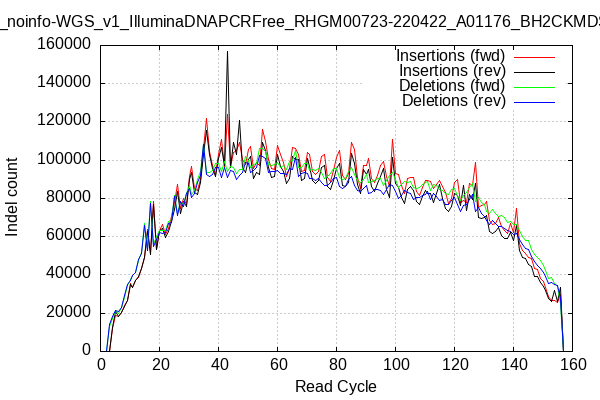 _noinfo-WGS_v1_IlluminaDNAPCRFree_RHGM00723-220422_A01176_BH2CKMDS
Insertions (fwd)
Insertions (rev)
Deletions (fwd)
Deletions (rev)
Indel count
160000
140000
120000
100000
80000
60000
40000
20000
0
0 20 40 60 80 100 120 140 160
Read Cycle